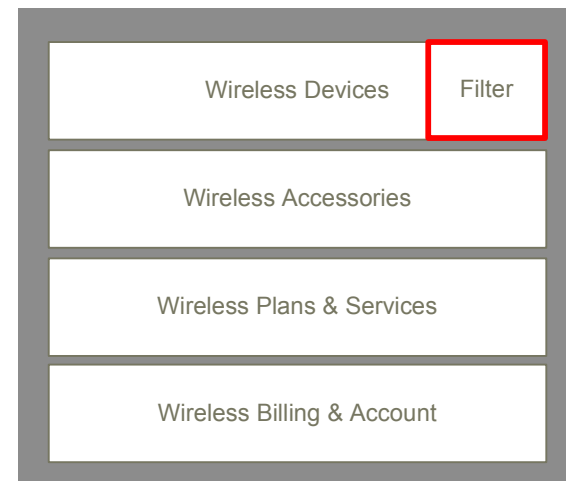 Wireless Devices
Filter
Wireless Accessories
Wireless Plans & Services
Wireless Billing & Account